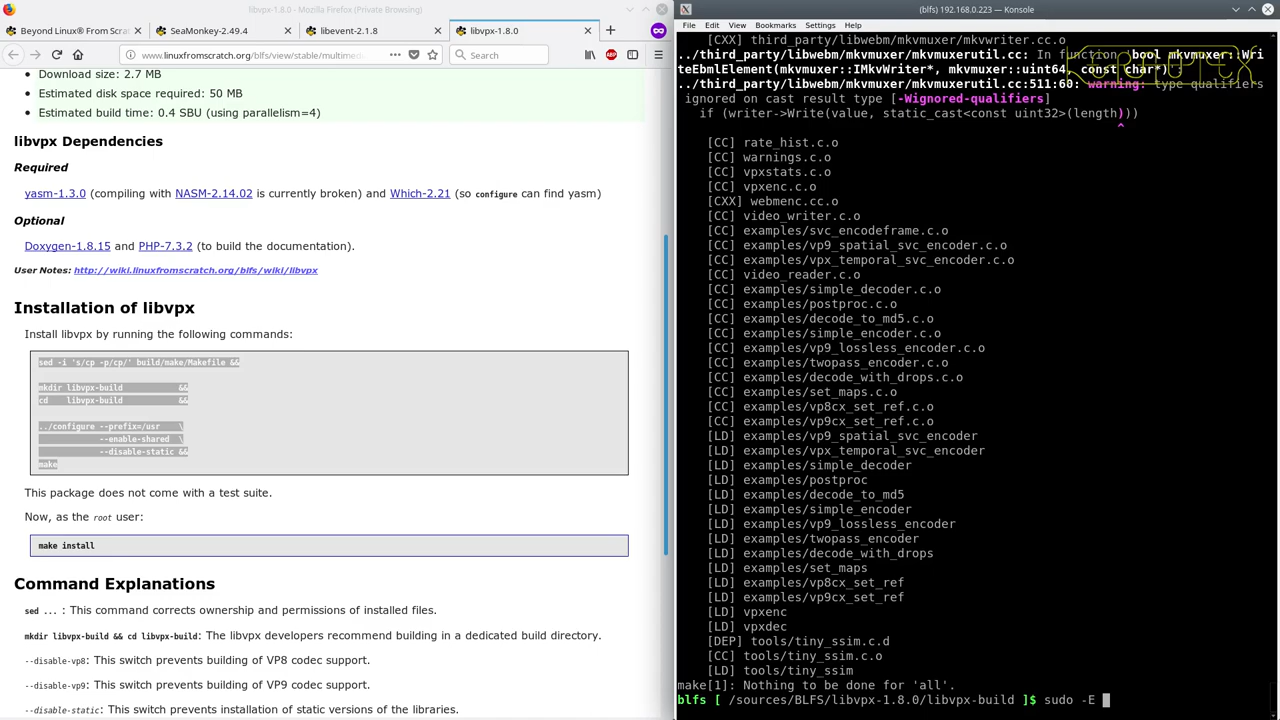 libvpx-1.8.0 - Mozilla Firefox (Private Browsing)
Beyond Linux® From Scrat
SeaMonkey-2.49.4
libevent-2.1.8
libvpx-1.8.0
www.linuxfromscratch.org/blfs/view/stable/multime
Search
Download size: 2.7 MB
Estimated disk space required: 50 MB
Estimated build time: 0.4 SBU (using parallelism=4)
libvpx Dependencies
Required
yasm-1.3.0 (compiling with NASM-2.14.02 is currently broken) and Which-2.21 (so configure can find yasm)
Optional
Doxygen-1.8.15 and PHP-7.3.2 (to build the documentation).
User Notes: http://wiki.linuxfromscratch.org/blfs/wiki/libvpx
Installation of libvpx
Install libvpx by running the following commands:
sed -i 's/cp -p/cp/' build/make/Makefile &&
mkdir libvpx-build &&
cd libvpx-build &&
../configure --prefix=/usr \
--enable-shared \
--disable-static &&
make
This package does not come with a test suite.
Now, as the root user:
make install
Command Explanations
sed ... : This command corrects ownership and permissions of installed files.
mkdir libvpx-build && cd libvpx-build: The libvpx developers recommend building in a dedicated build directory.
--disable-vp8: This switch prevents building of VP8 codec support.
--disable-vp9: This switch prevents building of VP9 codec support.
--disable-static: This switch prevents installation of static versions of the libraries.
(blfs) 192.168.0.223 — Konsole
File Edit View Bookmarks Settings Help
[CXX] third_party/libwebm/mkvmuxer/mkvwriter.cc.o
../third_party/libwebm/mkvmuxer/mkvmuxerutil.cc: In function 'bool mkvmuxer::Wri
teEbmlElement(mkvmuxer::IMkvWriter*, mkvmuxer::uint64, const char*)':
../third_party/libwebm/mkvmuxer/mkvmuxerutil.cc:511:60: warning: type qualifiers
ignored on cast result type [-Wignored-qualifiers]
if (writer->Write(value, static_cast<const uint32>(length)))
^
[CC] rate_hist.c.o
[CC] warnings.c.o
[CC] vpxstats.c.o
[CC] vpxenc.c.o
[CXX] webmenc.cc.o
[CC] video_writer.c.o
[CC] examples/svc_encodeframe.c.o
[CC] examples/vp9_spatial_svc_encoder.c.o
[CC] examples/vpx_temporal_svc_encoder.c.o
[CC] video_reader.c.o
[CC] examples/simple_decoder.c.o
[CC] examples/postproc.c.o
[CC] examples/decode_to_md5.c.o
[CC] examples/simple_encoder.c.o
[CC] examples/vp9_lossless_encoder.c.o
[CC] examples/twopass_encoder.c.o
[CC] examples/decode_with_drops.c.o
[CC] examples/set_maps.c.o
[CC] examples/vp8cx_set_ref.c.o
[CC] examples/vp9cx_set_ref.c.o
[LD] examples/vp9_spatial_svc_encoder
[LD] examples/vpx_temporal_svc_encoder
[LD] examples/simple_decoder
[LD] examples/postproc
[LD] examples/decode_to_md5
[LD] examples/simple_encoder
[LD] examples/vp9_lossless_encoder
[LD] examples/twopass_encoder
[LD] examples/decode_with_drops
[LD] examples/set_maps
[LD] examples/vp8cx_set_ref
[LD] examples/vp9cx_set_ref
[LD] vpxenc
[LD] vpxdec
[DEP] tools/tiny_ssim.c.d
[CC] tools/tiny_ssim.c.o
[LD] tools/tiny_ssim
make[1]: Nothing to be done for 'all'.
blfs [ /sources/BLFS/libvpx-1.8.0/libvpx-build ]$ sudo -E